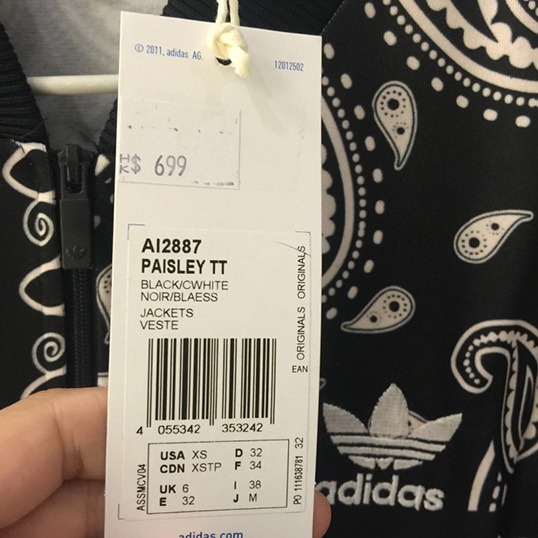 © 2011, adidas AG.
12012502
HK$ 699
AI2887
PAISLEY TT
BLACK/CWHITE
NOIR/BLAESS
JACKETS
VESTE
EAN ORIGINALS ORIGINALS
4 055342 353242
USA XS D 32
CDN XSTP F 34
UK 6 I 38
E 32 J M
ASSMCV04
PO 111638781 32
adidas.com
adidas